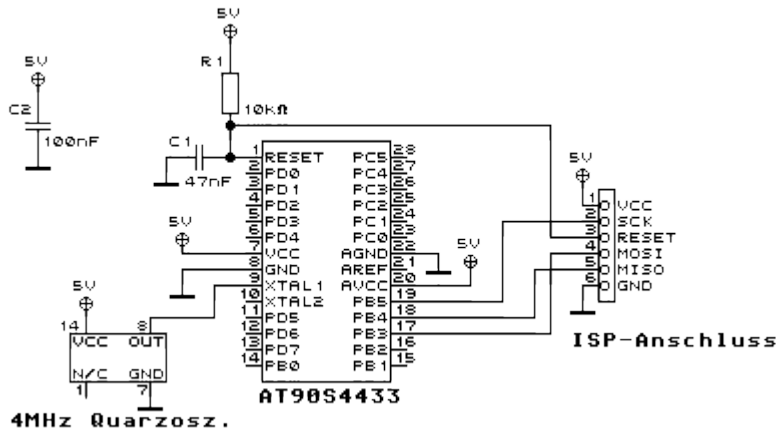 5V
R1
10kΩ
5V
C2
100nF
C1
47nF
1 RESET PC5 28
2 PD0 PC4 27
3 PD1 PC3 26
4 PD2 PC2 25
5 PD3 PC1 24
6 PD4 PC0 23
7 VCC AGND 22
8 GND AREF 21
9 XTAL1 AVCC 20
10 XTAL2 PB5 19
11 PD5 PB4 18
12 PD6 PB3 17
13 PD7 PB2 16
14 PB0 PB1 15
AT90S4433
5V
5V
5V
14 8
VCC OUT
N/C GND
1 7
4MHz Quarzosz.
5V
1 VCC
2 SCK
3 RESET
4 MOSI
5 MISO
6 GND
ISP-Anschluss